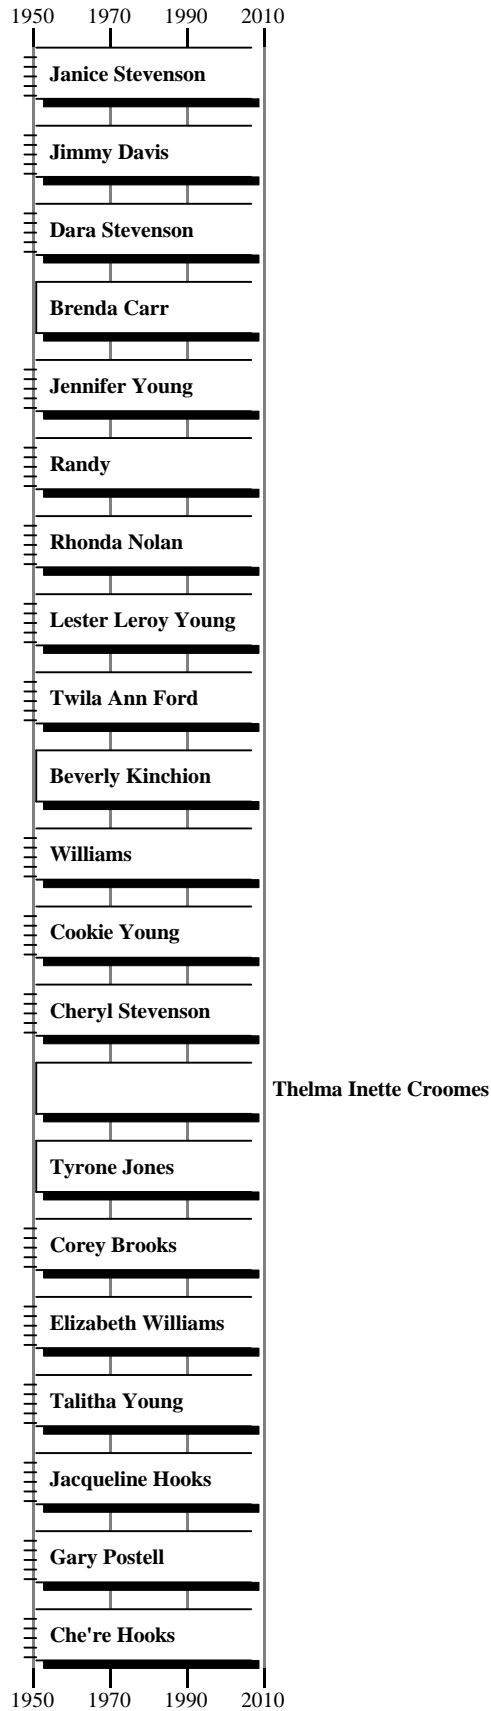 1950 1970 1990 2010
Janice Stevenson
Jimmy Davis
Dara Stevenson
Brenda Carr
Jennifer Young
Randy
Rhonda Nolan
Lester Leroy Young
Twila Ann Ford
Beverly Kinchion
Williams
Cookie Young
Cheryl Stevenson
Thelma Inette Croomes
Tyrone Jones
Corey Brooks
Elizabeth Williams
Talitha Young
Jacqueline Hooks
Gary Postell
Che're Hooks
1950 1970 1990 2010